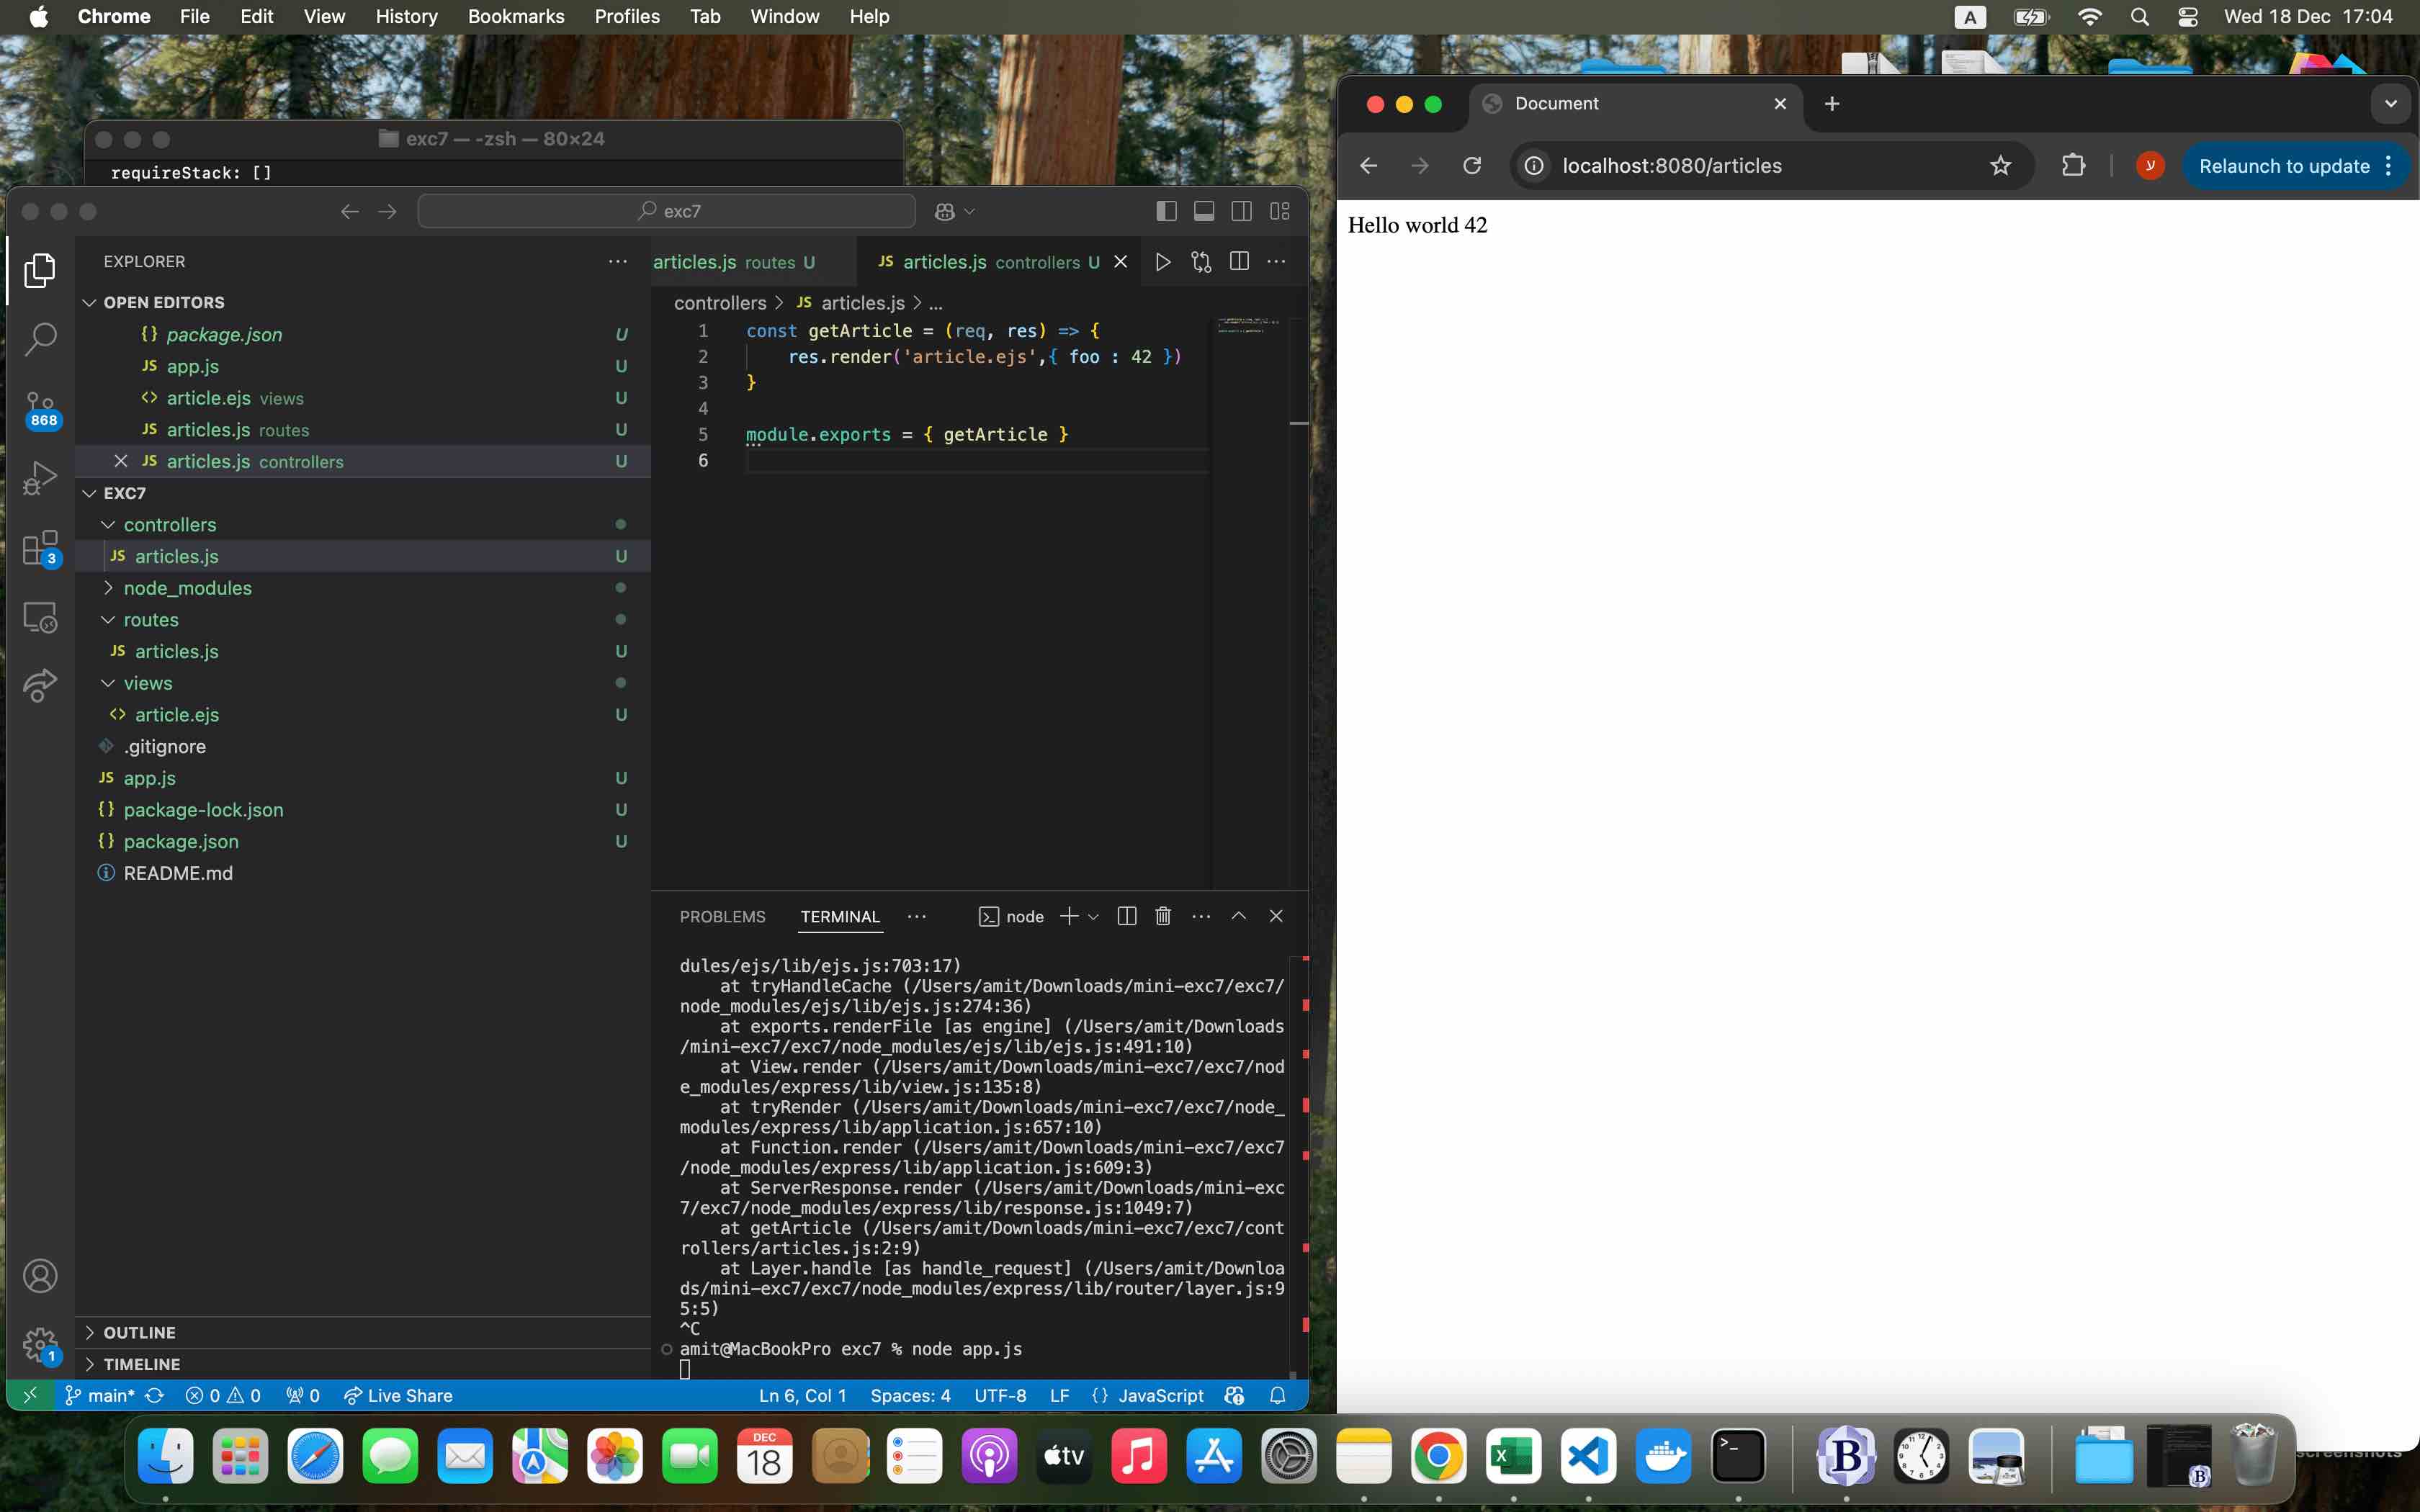 Chrome File Edit View History Bookmarks Profiles Tab Window Help
A
Wed 18 Dec 17:04
exc7 — -zsh — 80×24
requireStack: []
exc7
EXPLORER
OPEN EDITORS
{} package.json U
JS app.js U
<> article.ejs views U
JS articles.js routes U
JS articles.js controllers U
EXC7
controllers
JS articles.js U
node_modules
routes
JS articles.js U
views
<> article.ejs U
.gitignore
JS app.js U
{} package-lock.json U
{} package.json U
README.md
OUTLINE
TIMELINE
868
3
1
articles.js routes U
JS articles.js controllers U
controllers > JS articles.js > ...
1 const getArticle = (req, res) => {
2 res.render('article.ejs',{ foo : 42 })
3 }
4
5 module.exports = { getArticle }
6
PROBLEMS TERMINAL
node
dules/ejs/lib/ejs.js:703:17)
at tryHandleCache (/Users/amit/Downloads/mini-exc7/exc7/
node_modules/ejs/lib/ejs.js:274:36)
at exports.renderFile [as engine] (/Users/amit/Downloads
/mini-exc7/exc7/node_modules/ejs/lib/ejs.js:491:10)
at View.render (/Users/amit/Downloads/mini-exc7/exc7/nod
e_modules/express/lib/view.js:135:8)
at tryRender (/Users/amit/Downloads/mini-exc7/exc7/node_
modules/express/lib/application.js:657:10)
at Function.render (/Users/amit/Downloads/mini-exc7/exc7
/node_modules/express/lib/application.js:609:3)
at ServerResponse.render (/Users/amit/Downloads/mini-exc
7/exc7/node_modules/express/lib/response.js:1049:7)
at getArticle (/Users/amit/Downloads/mini-exc7/exc7/cont
rollers/articles.js:2:9)
at Layer.handle [as handle_request] (/Users/amit/Downloa
ds/mini-exc7/exc7/node_modules/express/lib/router/layer.js:9
5:5)
^C
amit@MacBookPro exc7 % node app.js
main* 0 0 0 Live Share
Ln 6, Col 1 Spaces: 4 UTF-8 LF {} JavaScript
Document
localhost:8080/articles
ע
Relaunch to update
Hello world 42
DEC
18
tv
screenshots